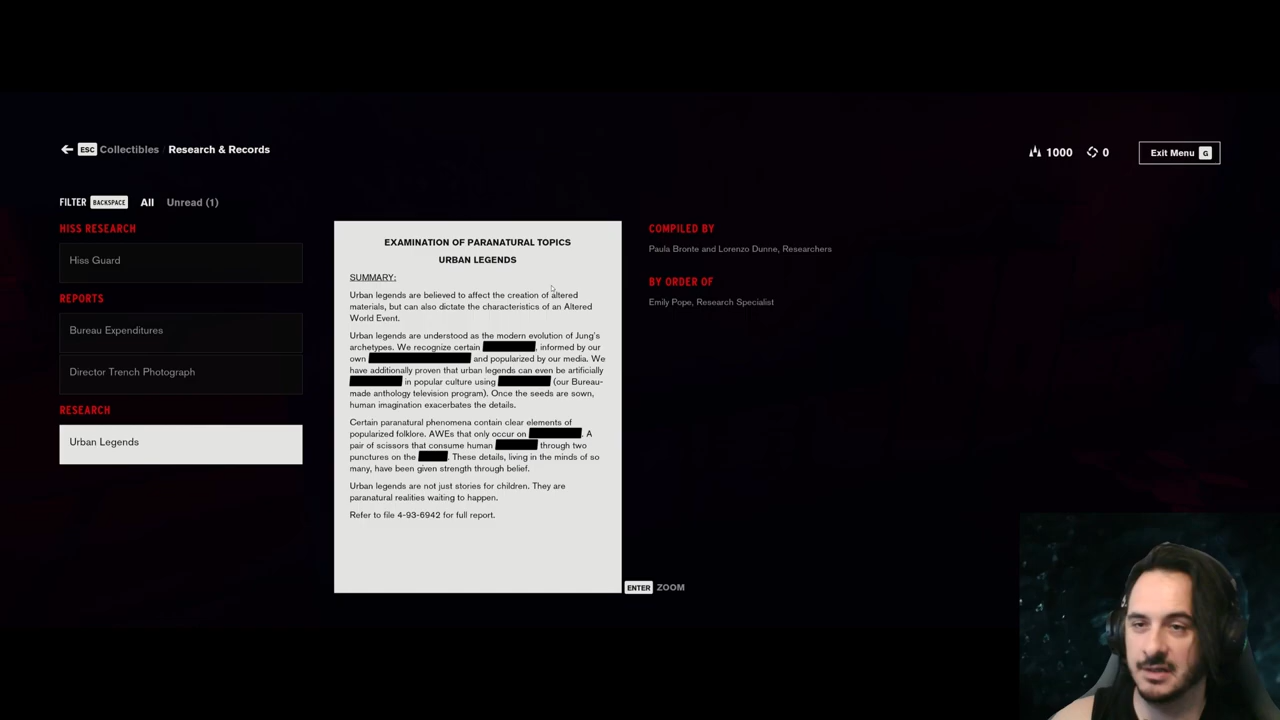 ESC Collectibles / Research & Records
1000
0
Exit Menu G
FILTER BACKSPACE All Unread (1)
HISS RESEARCH
Hiss Guard
REPORTS
Bureau Expenditures
Director Trench Photograph
RESEARCH
Urban Legends
EXAMINATION OF PARANATURAL TOPICS
URBAN LEGENDS
SUMMARY:
Urban legends are believed to affect the creation of altered
materials, but can also dictate the characteristics of an Altered
World Event.
Urban legends are understood as the modern evolution of Jung's
archetypes. We recognize certain , informed by our
own and popularized by our media. We
have additionally proven that urban legends can even be artificially
in popular culture using (our Bureau-
made anthology television program). Once the seeds are sown,
human imagination exacerbates the details.
Certain paranatural phenomena contain clear elements of
popularized folklore. AWEs that only occur on . A
pair of scissors that consume human through two
punctures on the . These details, living in the minds of so
many, have been given strength through belief.
Urban legends are not just stories for children. They are
paranatural realities waiting to happen.
Refer to file 4-93-6942 for full report.
ENTER ZOOM
COMPILED BY
Paula Bronte and Lorenzo Dunne, Researchers
BY ORDER OF
Emily Pope, Research Specialist